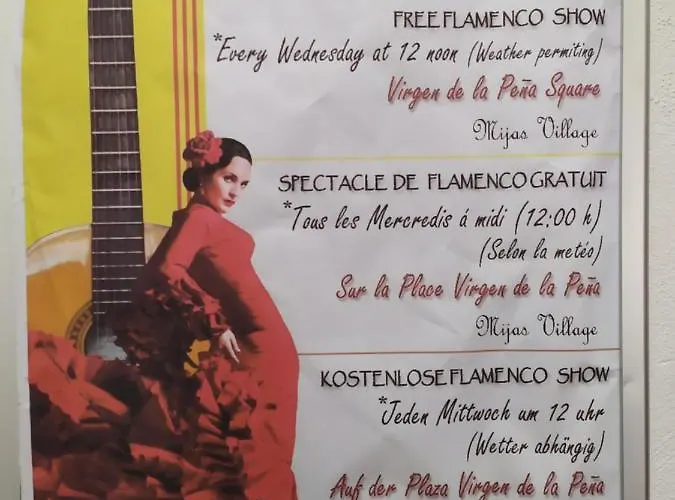 FREE FLAMENCO SHOW
*Every Wednesday at 12 noon (Weather permiting)
Virgen de la Peña Square
Mijas Village
SPECTACLE DE FLAMENCO GRATUIT
*Tous les Mercredis á midi (12:00 h)
(Selon la metéo)
Sur la Place Virgen de la Peña
Mijas Village
KOSTENLOSE FLAMENCO SHOW
*Jeden Mittwoch um 12 uhr
(Wetter abhängig)
Auf der Plaza Virgen de la Peña